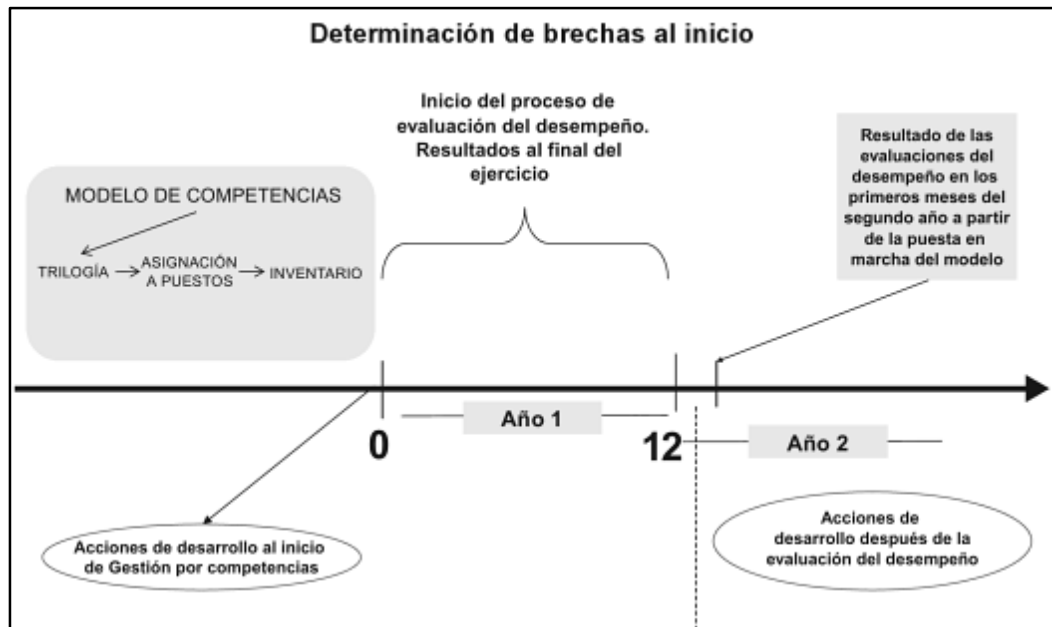 Determinación de brechas al inicio
Inicio del proceso de
evaluación del desempeño.
Resultados al final del
ejercicio
MODELO DE COMPETENCIAS
TRILOGÍA
ASIGNACIÓN
A PUESTOS
INVENTARIO
Resultado de las
evaluaciones del
desempeño en los
primeros meses del
segundo año a partir
de la puesta en
marcha del modelo
Año 1
0
12
Año 2
Acciones de desarrollo al inicio
de Gestión por competencias
Acciones de
desarrollo después de la
evaluación del desempeño